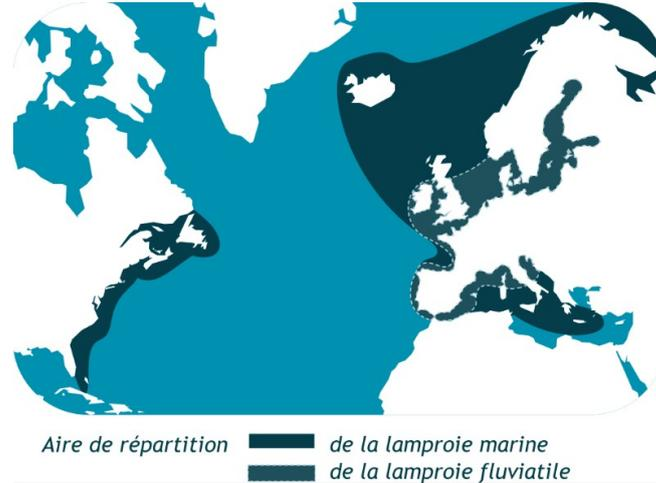 Aire de répartition de la lamproie marine
de la lamproie fluviatile